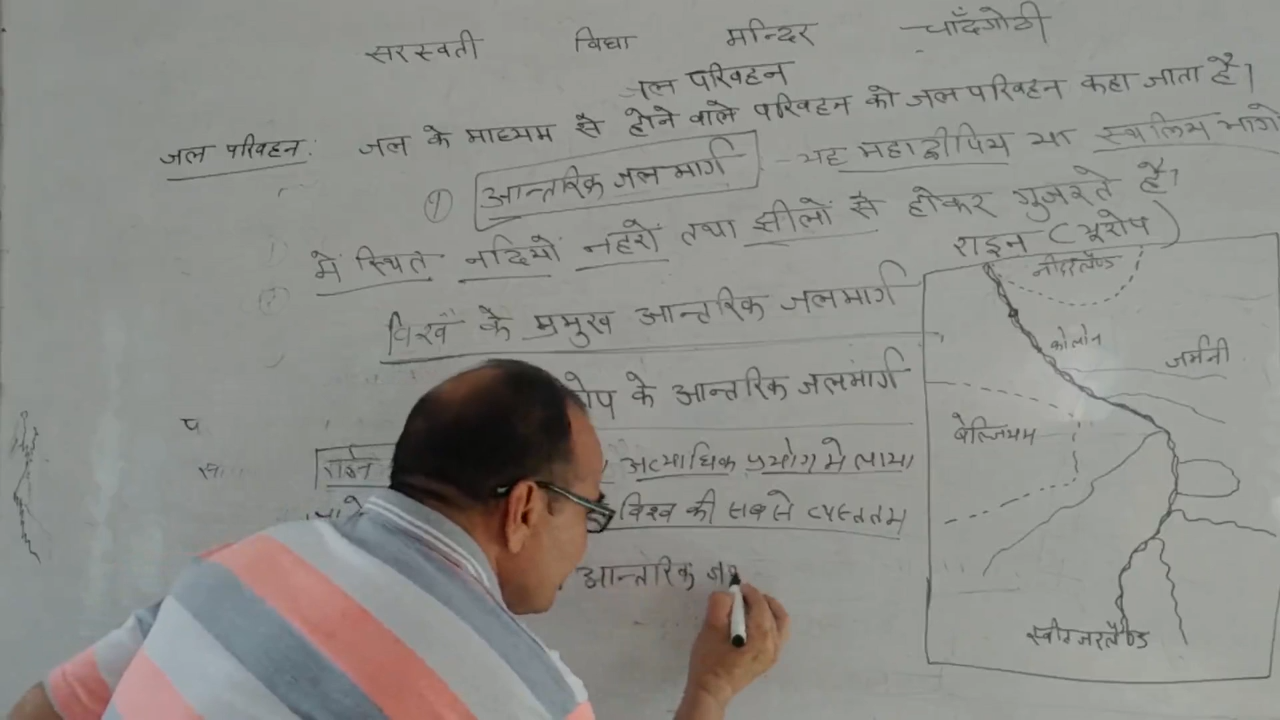 सरस्वती विद्या मन्दिर चाँदगोठी
जल परिवहन
जल परिवहन: जल के माध्यम से होने वाले परिवहन को जल परिवहन कहा जाता है।
① आन्तरिक जल मार्ग यह महाद्वीपिय या स्थलिय भागो
मे स्थित नदियों नहरों तथा झीलों से होकर गुजरते है।
विश्व के प्रमुख आन्तरिक जलमार्ग
के आन्तरिक जलमार्ग
राइन अत्याधिक प्रयोग मे लाया
विश्व की सबसे व्यस्ततम
आन्तरिक
राइन (यूरोप)
नीदरलैण्ड
कोलोन
जर्मनी
बेल्जियम
स्वीटजरलैण्ड